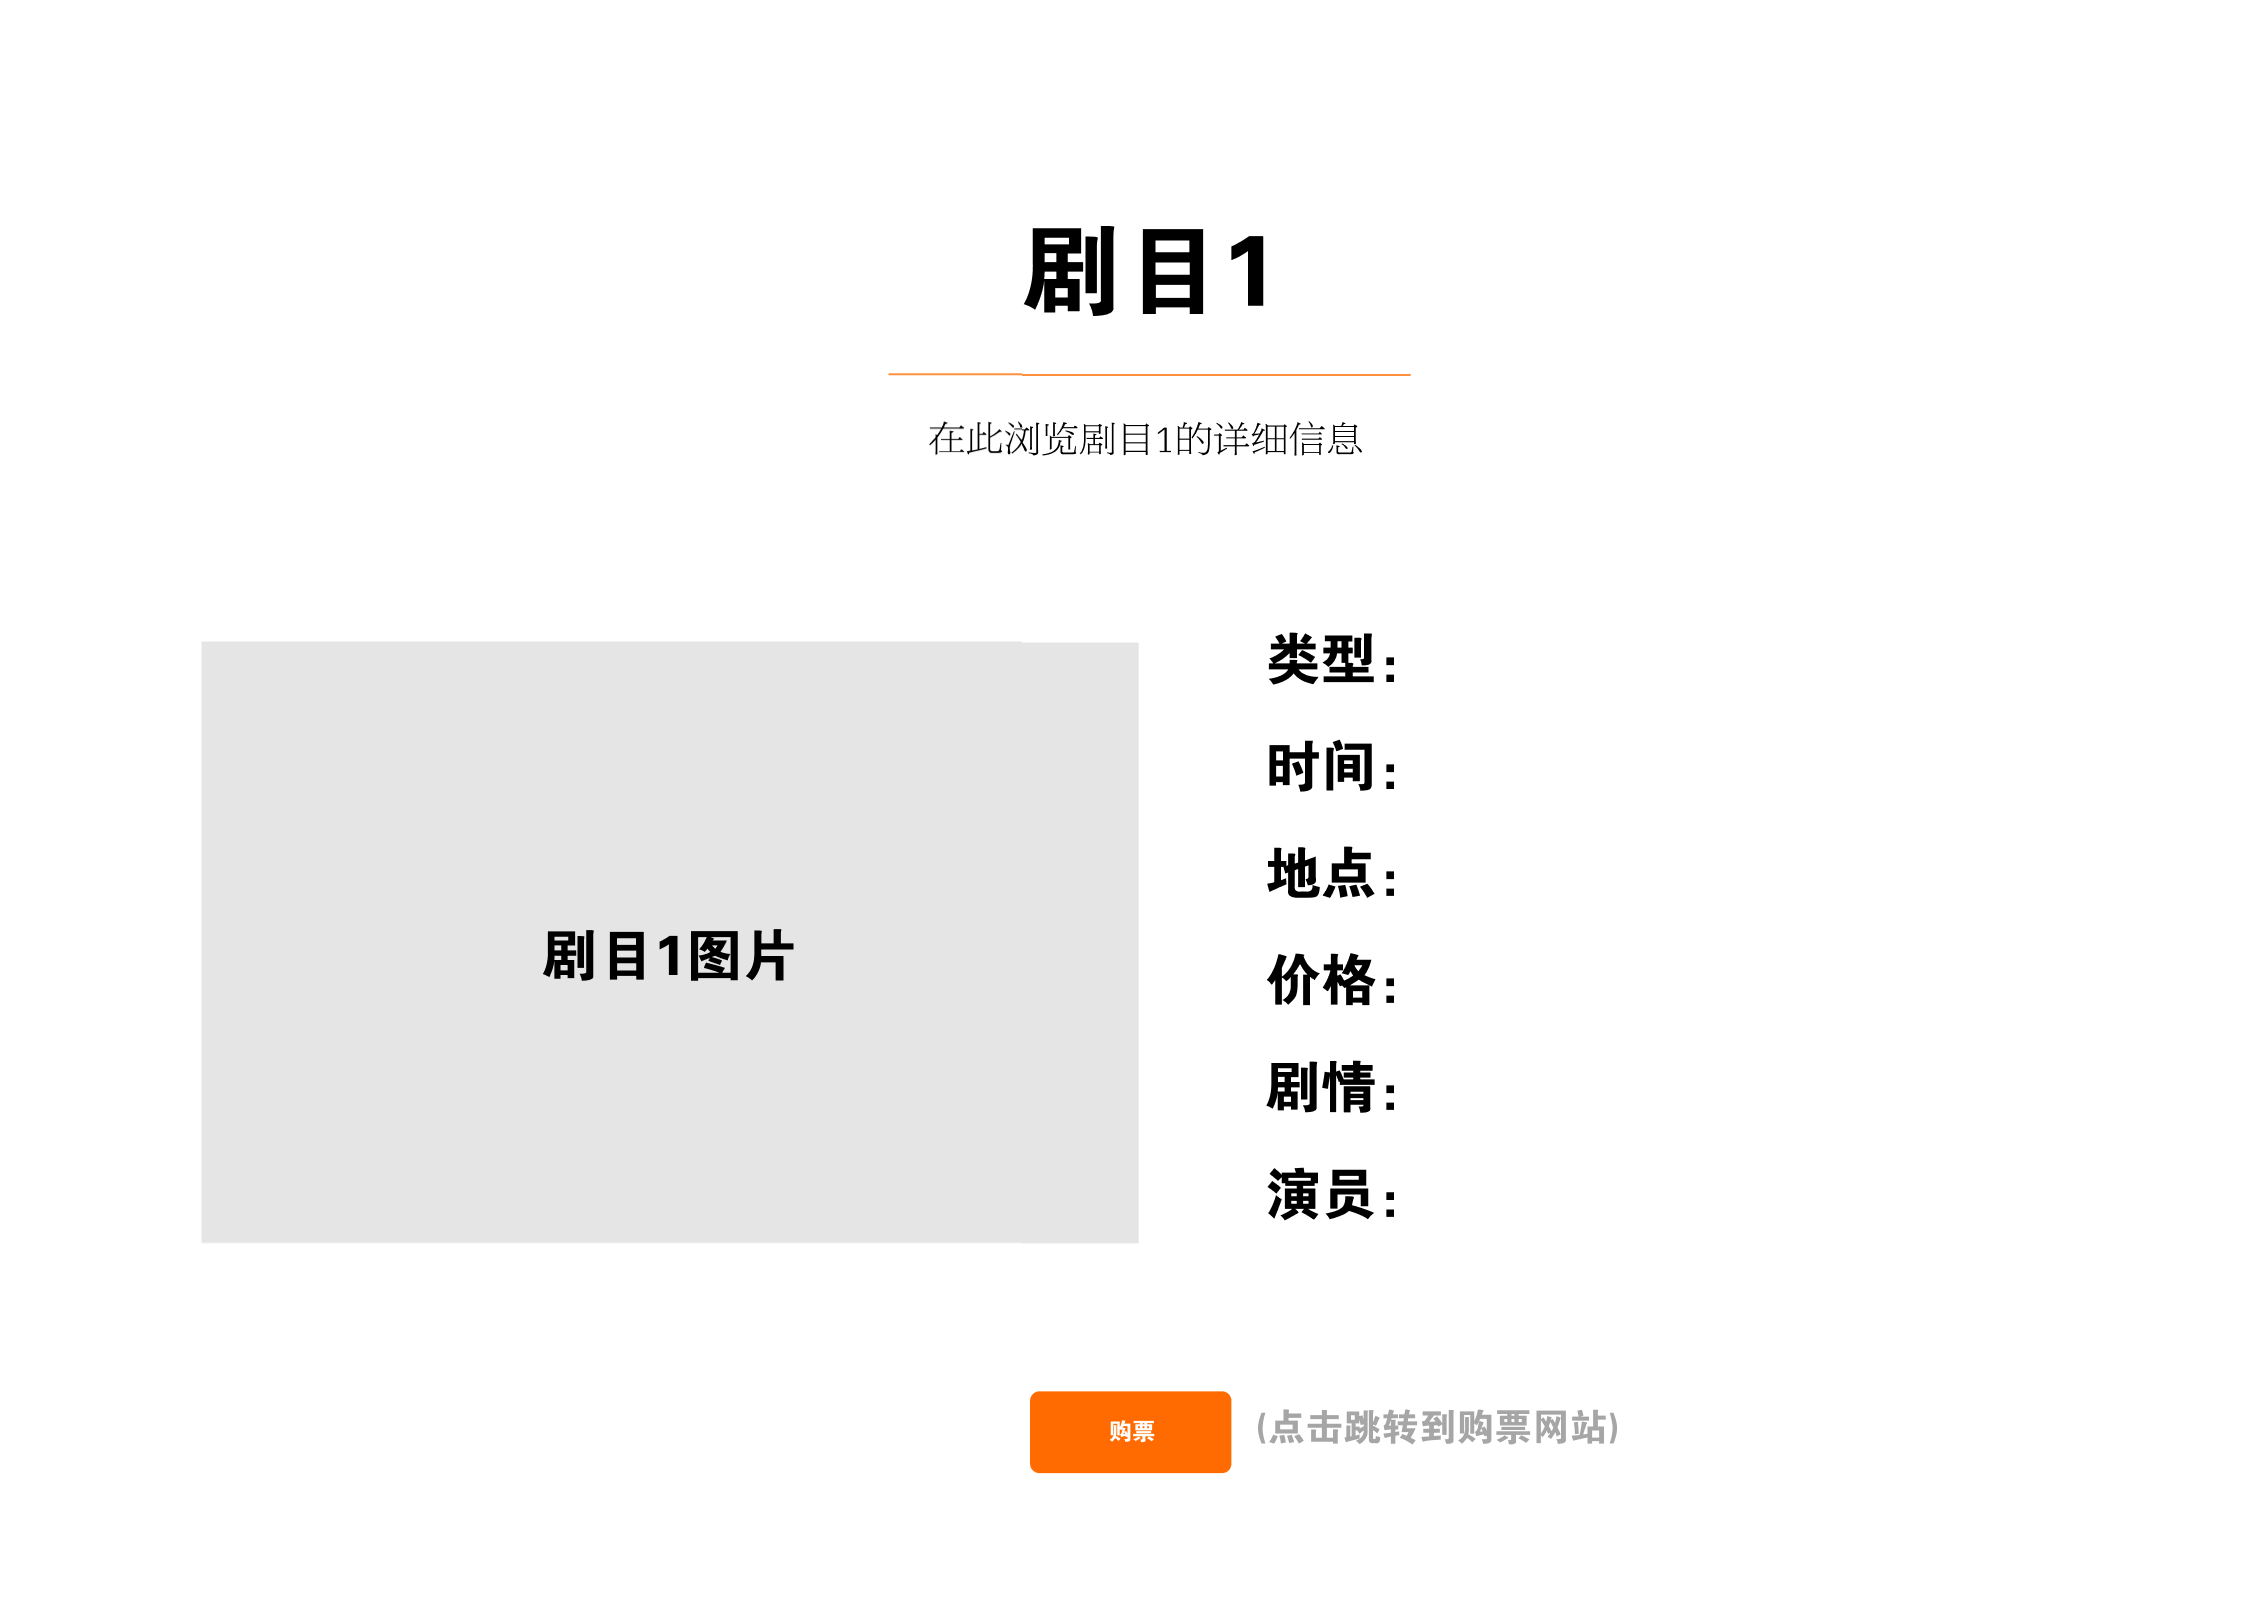 剧目1
在此浏览剧目1的详细信息
剧目1图片
类型：
时间：
地点：
价格：
剧情：
演员：
购票
(点击跳转到购票网站)